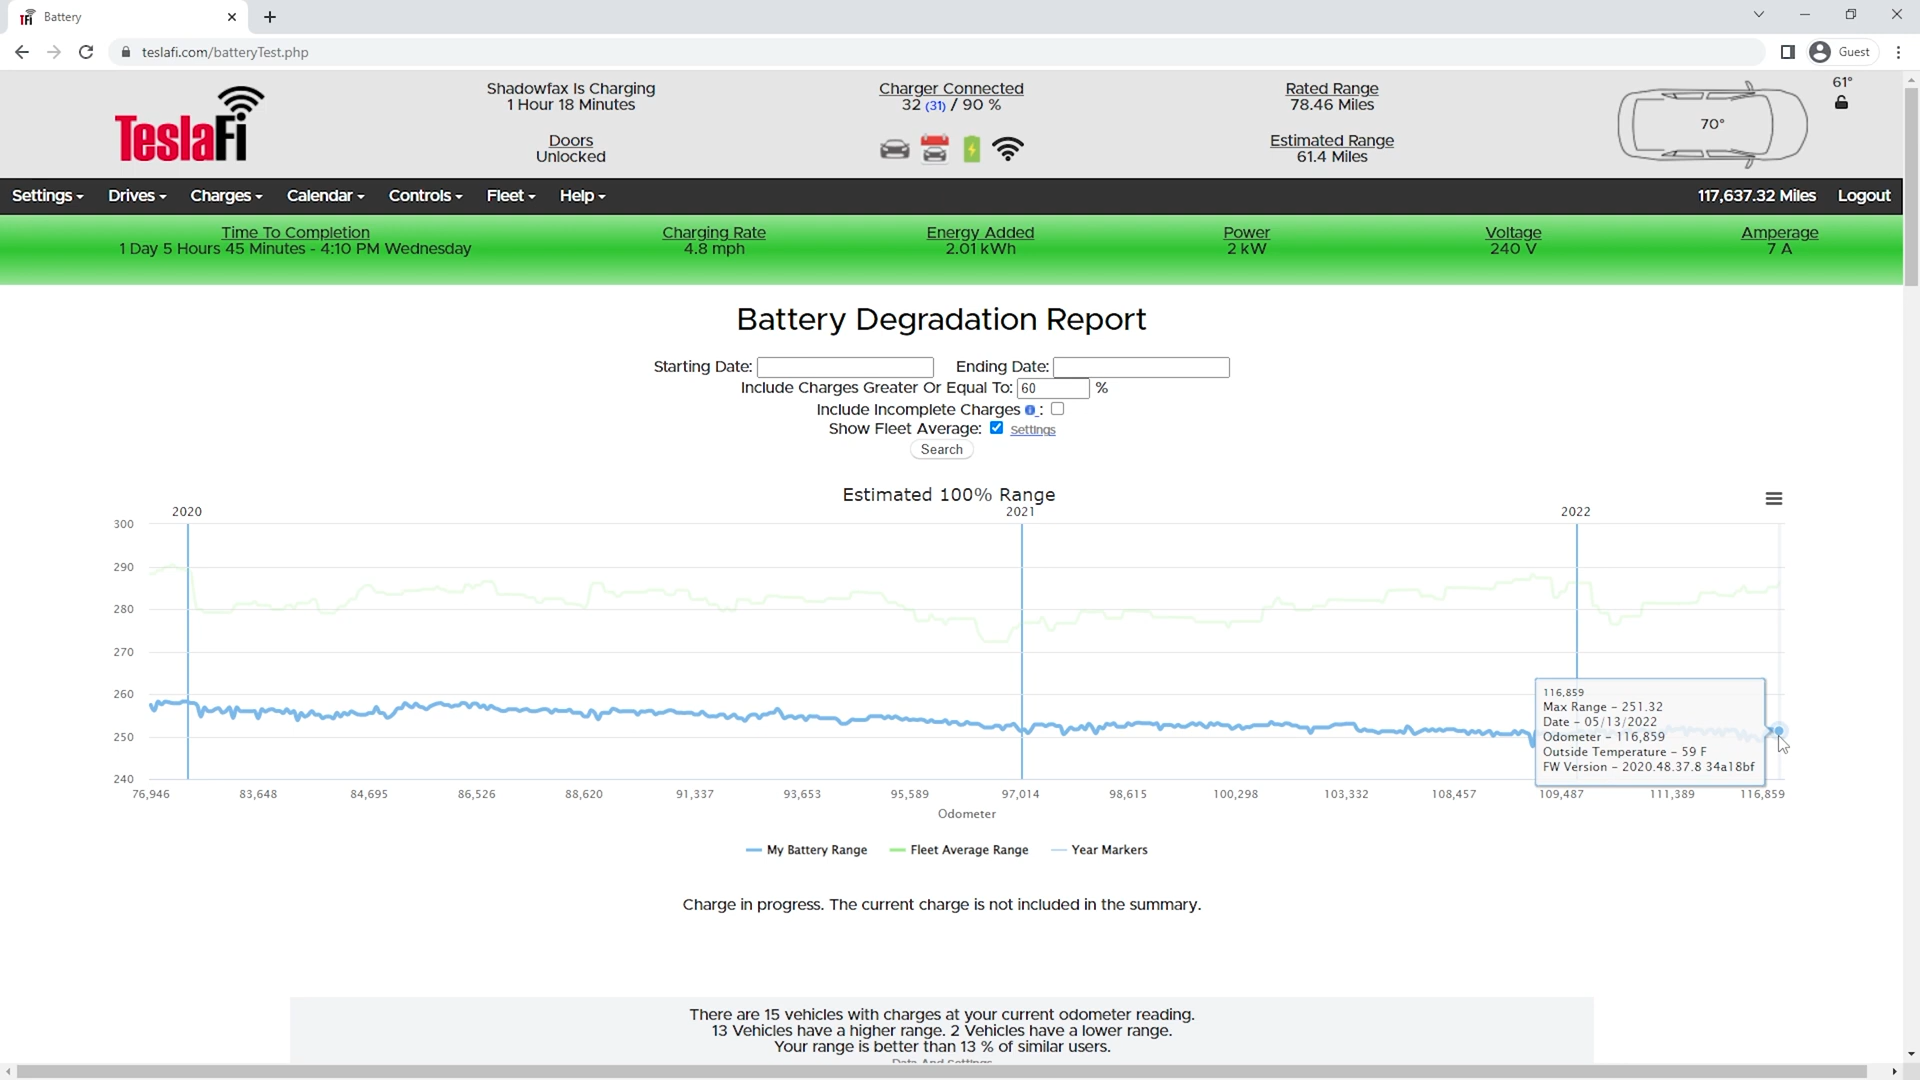 Battery
teslafi.com/batteryTest.php
Guest
TeslaFi
Shadowfax Is Charging
1 Hour 18 Minutes
Doors
Unlocked
Charger Connected
32 (31) / 90 %
Rated Range
78.46 Miles
Estimated Range
61.4 Miles
70°
61°
Settings Drives Charges Calendar Controls Fleet Help 117,637.32 Miles Logout
Time To Completion
1 Day 5 Hours 45 Minutes - 4:10 PM Wednesday
Charging Rate
4.8 mph
Energy Added
2.01 kWh
Power
2 kW
Voltage
240 V
Amperage
7 A
Battery Degradation Report
Starting Date: Ending Date:
Include Charges Greater Or Equal To: 60 %
Include Incomplete Charges i :
Show Fleet Average: Settings
Search
Estimated 100% Range
2020 2021 2022
300
290
280
270
260
250
240
116,859
Max Range - 251.32
Date - 05/13/2022
Odometer - 116,859
Outside Temperature - 59 F
FW Version - 2020.48.37.8 34a18bf
76,946 83,648 84,695 86,526 88,620 91,337 93,653 95,589 97,014 98,615 100,298 103,332 108,457 109,487 111,389 116,859
Odometer
My Battery Range Fleet Average Range Year Markers
Charge in progress. The current charge is not included in the summary.
There are 15 vehicles with charges at your current odometer reading.
13 Vehicles have a higher range. 2 Vehicles have a lower range.
Your range is better than 13 % of similar users.
Data And Settings